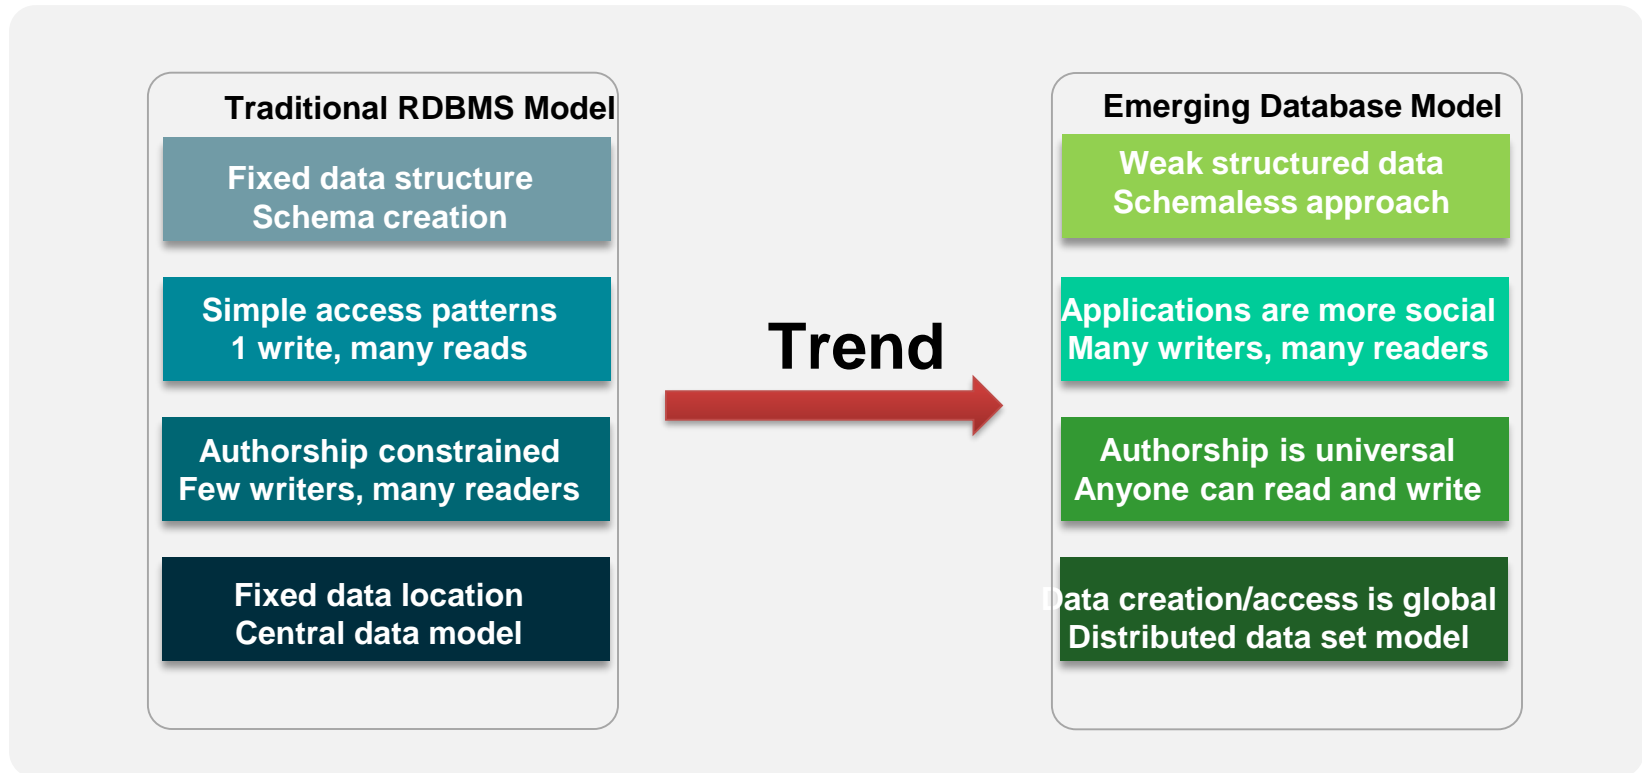 Traditional RDBMS Model
Fixed data structure
Schema creation
Simple access patterns
1 write, many reads
Authorship constrained
Few writers, many readers
Fixed data location
Central data model
Trend
Emerging Database Model
Weak structured data
Schemaless approach
Applications are more social
Many writers, many readers
Authorship is universal
Anyone can read and write
Data creation/access is global
Distributed data set model